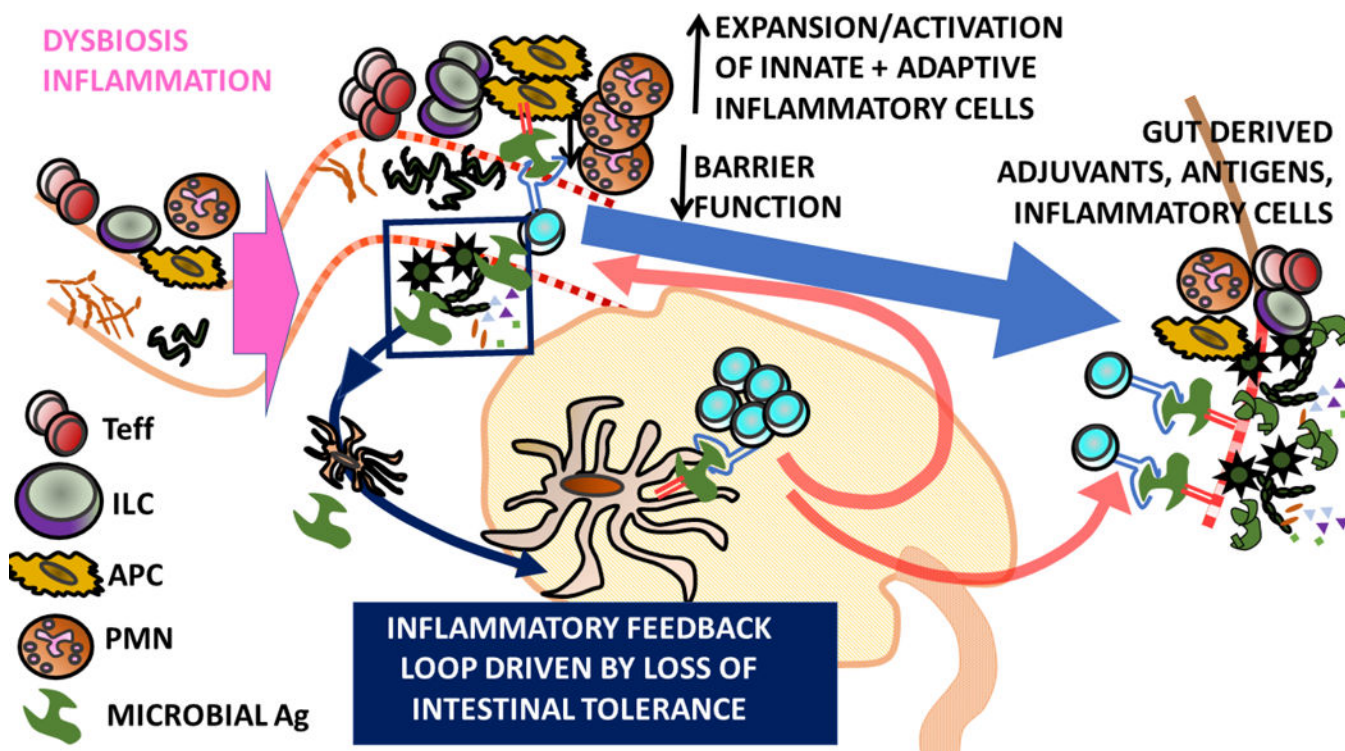 DYSBIOSIS
INFLAMMATION
EXPANSION/ACTIVATION
OF INNATE + ADAPTIVE
INFLAMMATORY CELLS
BARRIER
FUNCTION
GUT DERIVED
ADJUVANTS, ANTIGENS,
INFLAMMATORY CELLS
Teff
ILC
APC
PMN
MICROBIAL Ag
INFLAMMATORY FEEDBACK
LOOP DRIVEN BY LOSS OF
INTESTINAL TOLERANCE